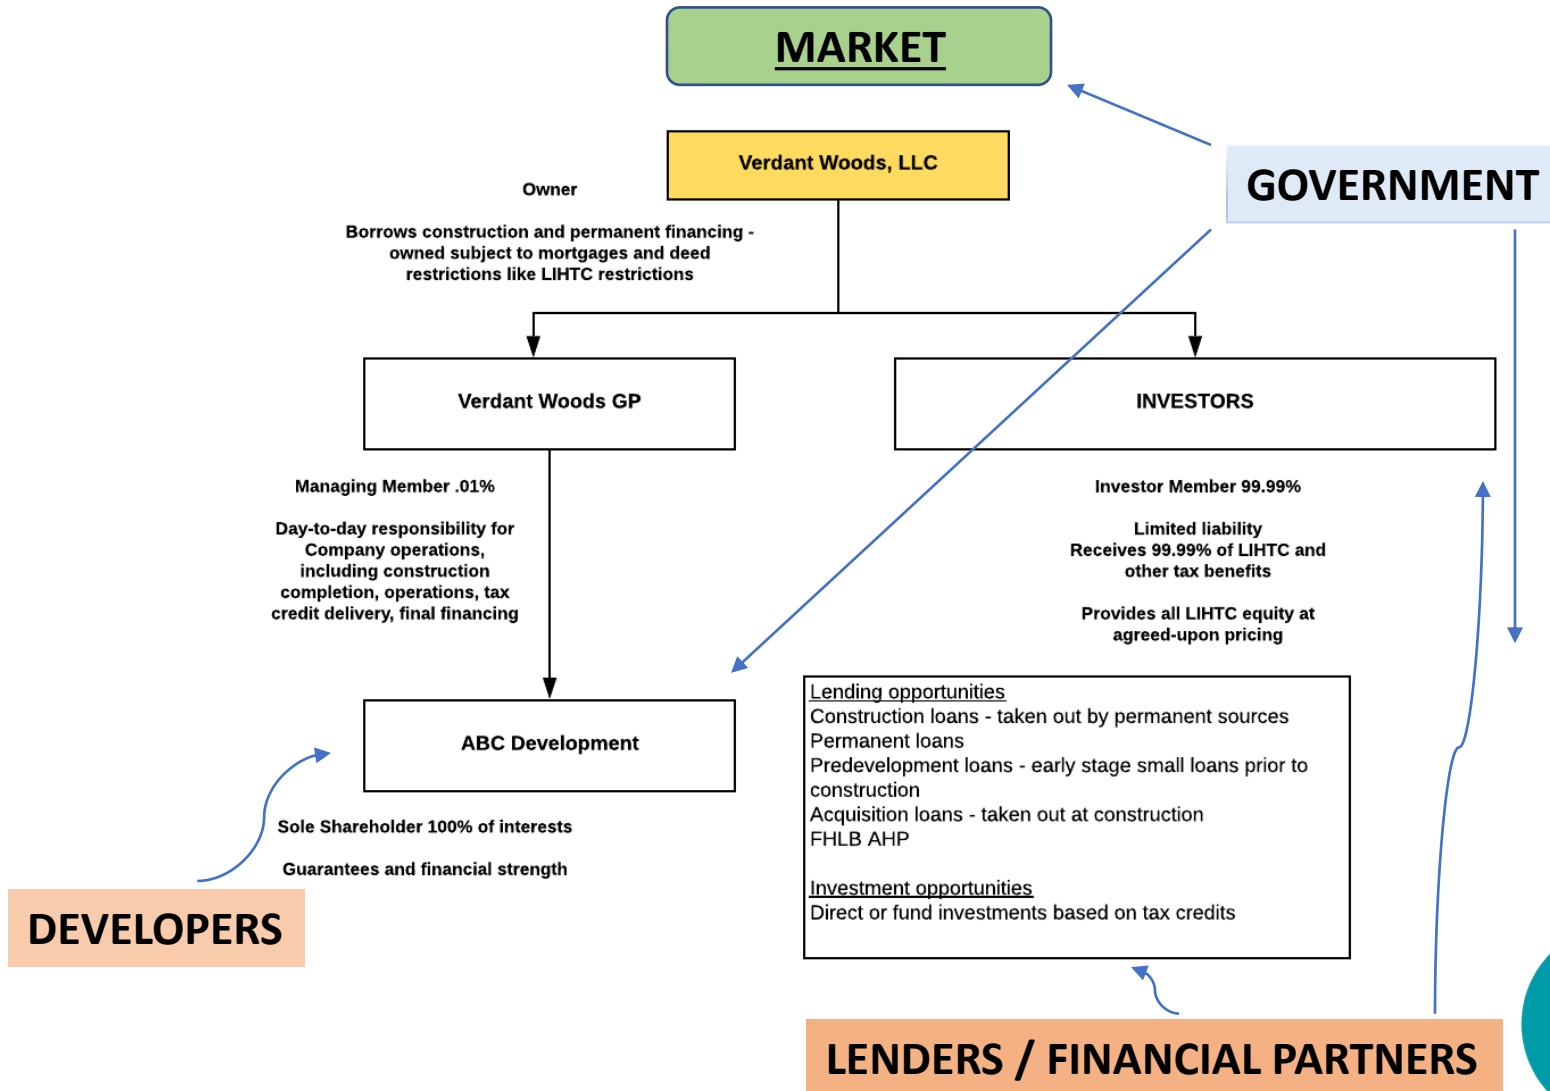 MARKET
Verdant Woods, LLC
GOVERNMENT
Owner
Borrows construction and permanent financing -
owned subject to mortgages and deed
restrictions like LIHTC restrictions
Verdant Woods GP
INVESTORS
Managing Member .01%
Day-to-day responsibility for
Company operations,
including construction
completion, operations, tax
credit delivery, final financing
Investor Member 99.99%
Limited liability
Receives 99.99% of LIHTC and
other tax benefits
Provides all LIHTC equity at
agreed-upon pricing
ABC Development
Sole Shareholder 100% of interests
Guarantees and financial strength
Lending opportunities
Construction loans - taken out by permanent sources
Permanent loans
Predevelopment loans - early stage small loans prior to
construction
Acquisition loans - taken out at construction
FHLB AHP
Investment opportunities
Direct or fund investments based on tax credits
DEVELOPERS
LENDERS / FINANCIAL PARTNERS